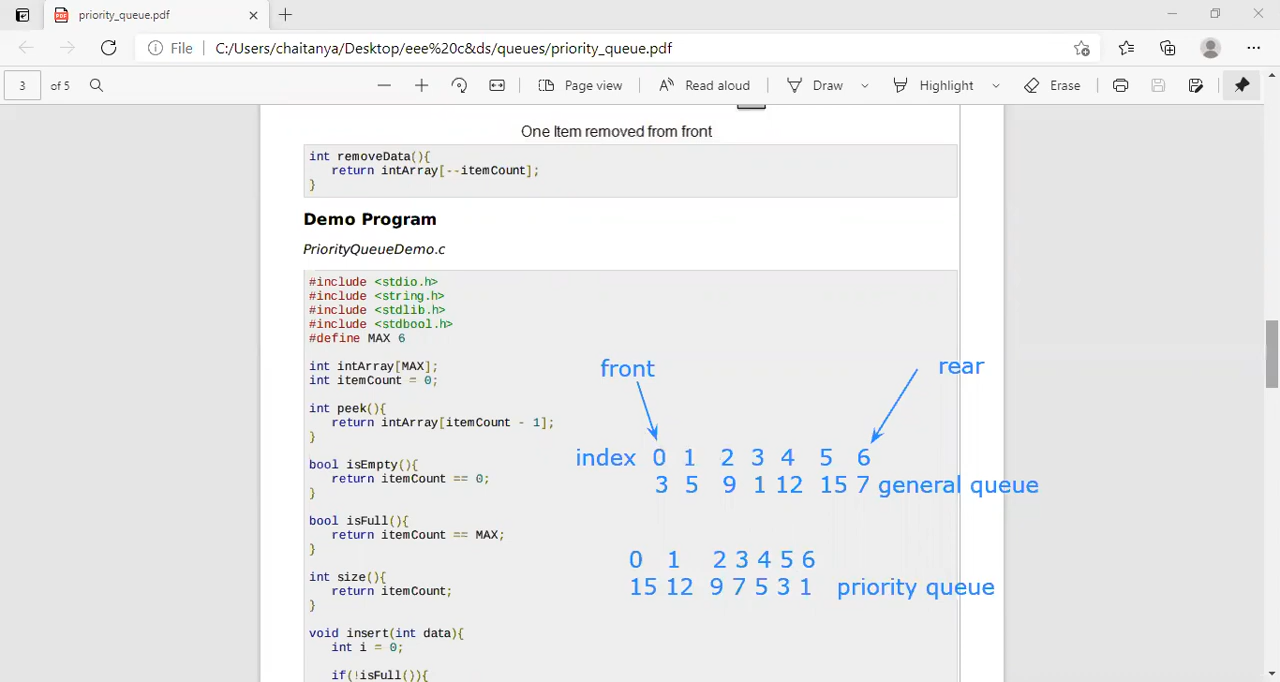 priority_queue.pdf
File
C:/Users/chaitanya/Desktop/eee%20c&ds/queues/priority_queue.pdf
3 of 5
Page view
Read aloud
Draw
Highlight
Erase
One Item removed from front
int removeData(){
return intArray[--itemCount];
}
Demo Program
PriorityQueueDemo.c
#include <stdio.h>
#include <string.h>
#include <stdlib.h>
#include <stdbool.h>
#define MAX 6
int intArray[MAX];
int itemCount = 0;
int peek(){
return intArray[itemCount - 1];
}
bool isEmpty(){
return itemCount == 0;
}
bool isFull(){
return itemCount == MAX;
}
int size(){
return itemCount;
}
void insert(int data){
int i = 0;
if(!isFull()){
front
rear
index 0 1 2 3 4 5 6
3 5 9 1 12 15 7 general queue
0 1 2 3 4 5 6
15 12 9 7 5 3 1 priority queue